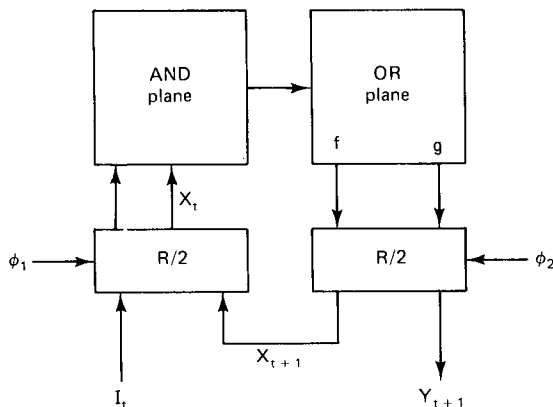 AND
plane
OR
plane
f
g
X_t
ϕ_1
R/2
R/2
ϕ_2
X_{t+1}
I_t
Y_{t+1}